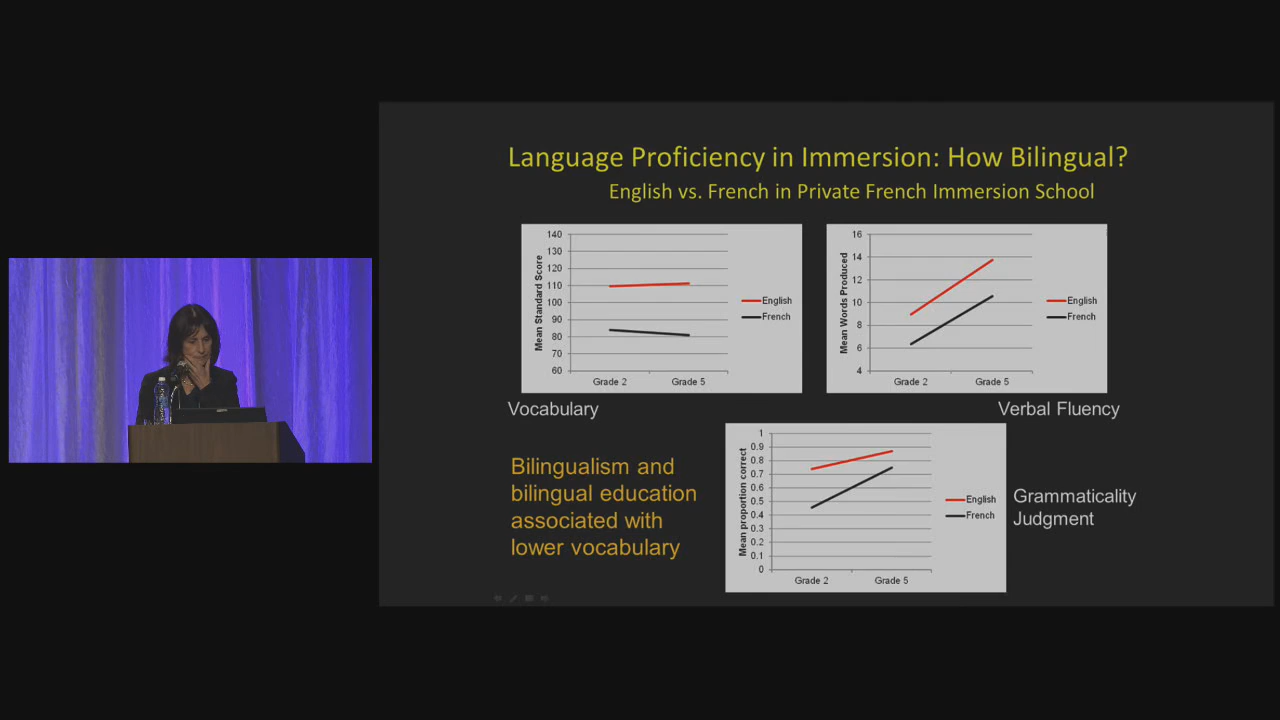 Language Proficiency in Immersion: How Bilingual?
English vs. French in Private French Immersion School
Mean Standard Score
140
130
120
110
100
90
80
70
60
Grade 2 Grade 5
English
French
Vocabulary
Mean Words Produced
16
14
12
10
8
6
4
Grade 2 Grade 5
English
French
Verbal Fluency
Bilingualism and
bilingual education
associated with
lower vocabulary
Mean proportion correct
1
0.9
0.8
0.7
0.6
0.5
0.4
0.3
0.2
0.1
0
Grade 2 Grade 5
English
French
Grammaticality
Judgment